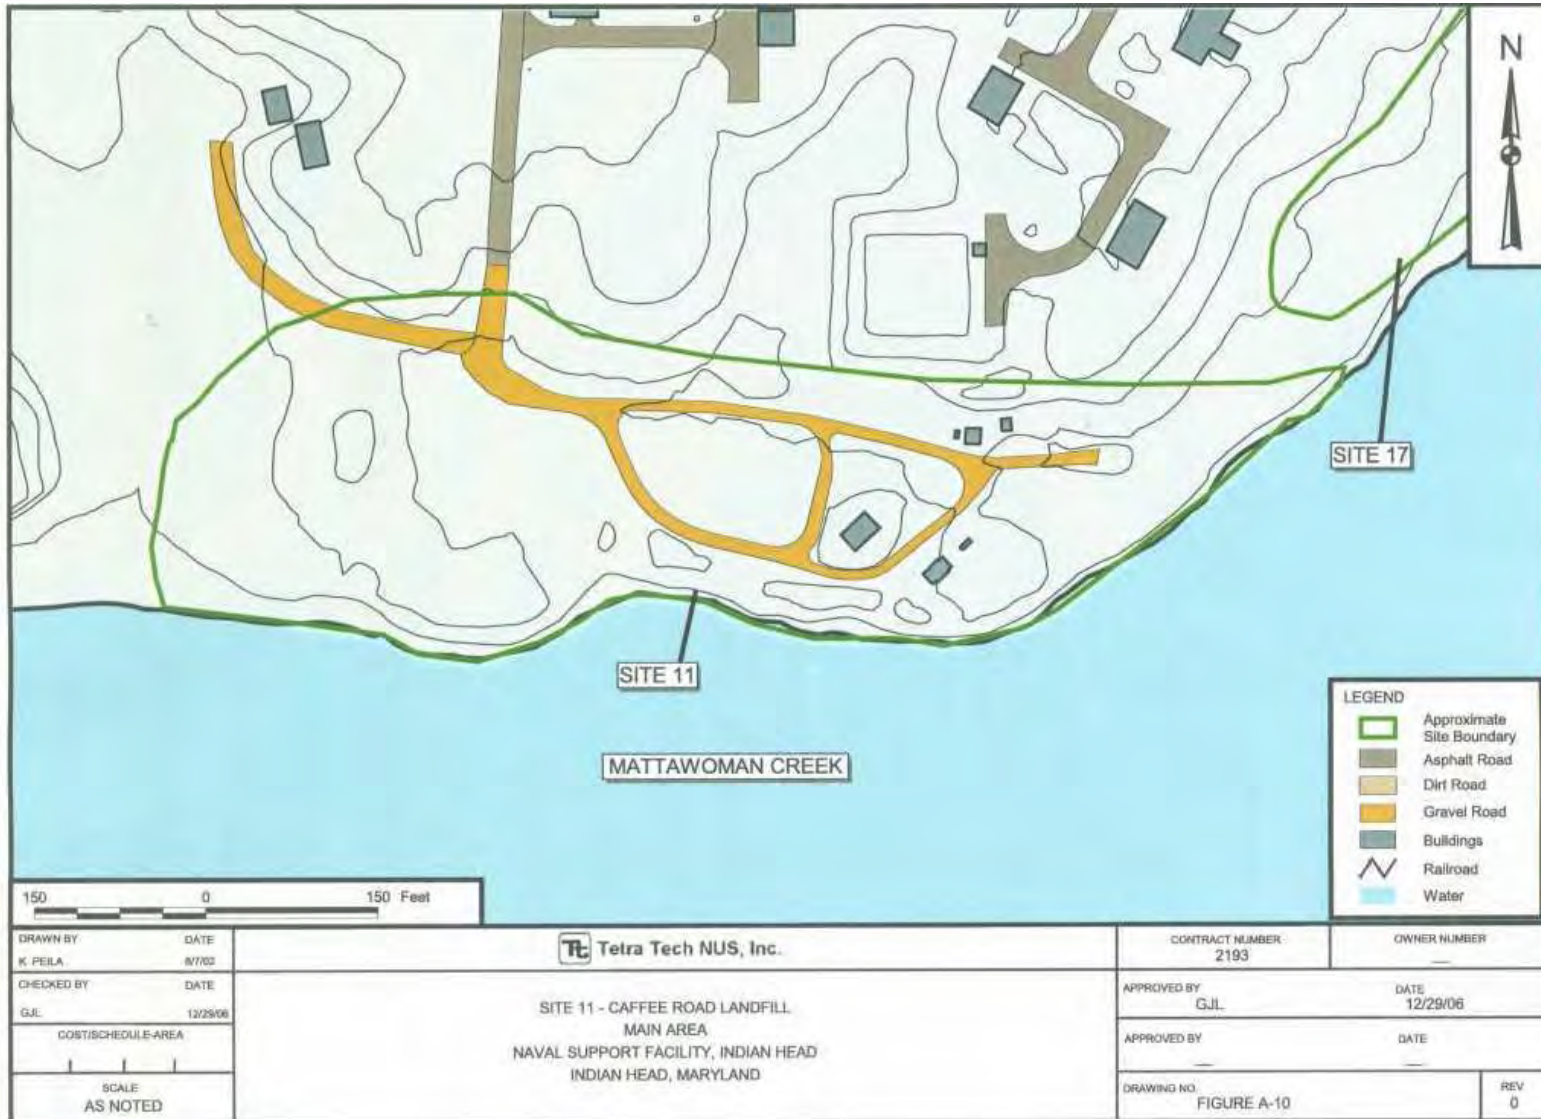 N
SITE 17
SITE 11
MATTAWOMAN CREEK
LEGEND
Approximate
Site Boundary
Asphalt Road
Dirt Road
Gravel Road
Buildings
Railroad
Water
150 0 150 Feet
DRAWN BY DATE
K. PEILA 8/7/02
CHECKED BY DATE
GJL 12/29/06
COST/SCHEDULE-AREA
SCALE
AS NOTED
Tt Tetra Tech NUS, Inc.
SITE 11 - CAFFEE ROAD LANDFILL
MAIN AREA
NAVAL SUPPORT FACILITY, INDIAN HEAD
INDIAN HEAD, MARYLAND
CONTRACT NUMBER
2193
OWNER NUMBER
APPROVED BY DATE
GJL 12/29/06
APPROVED BY DATE
DRAWING NO.
FIGURE A-10
REV
0